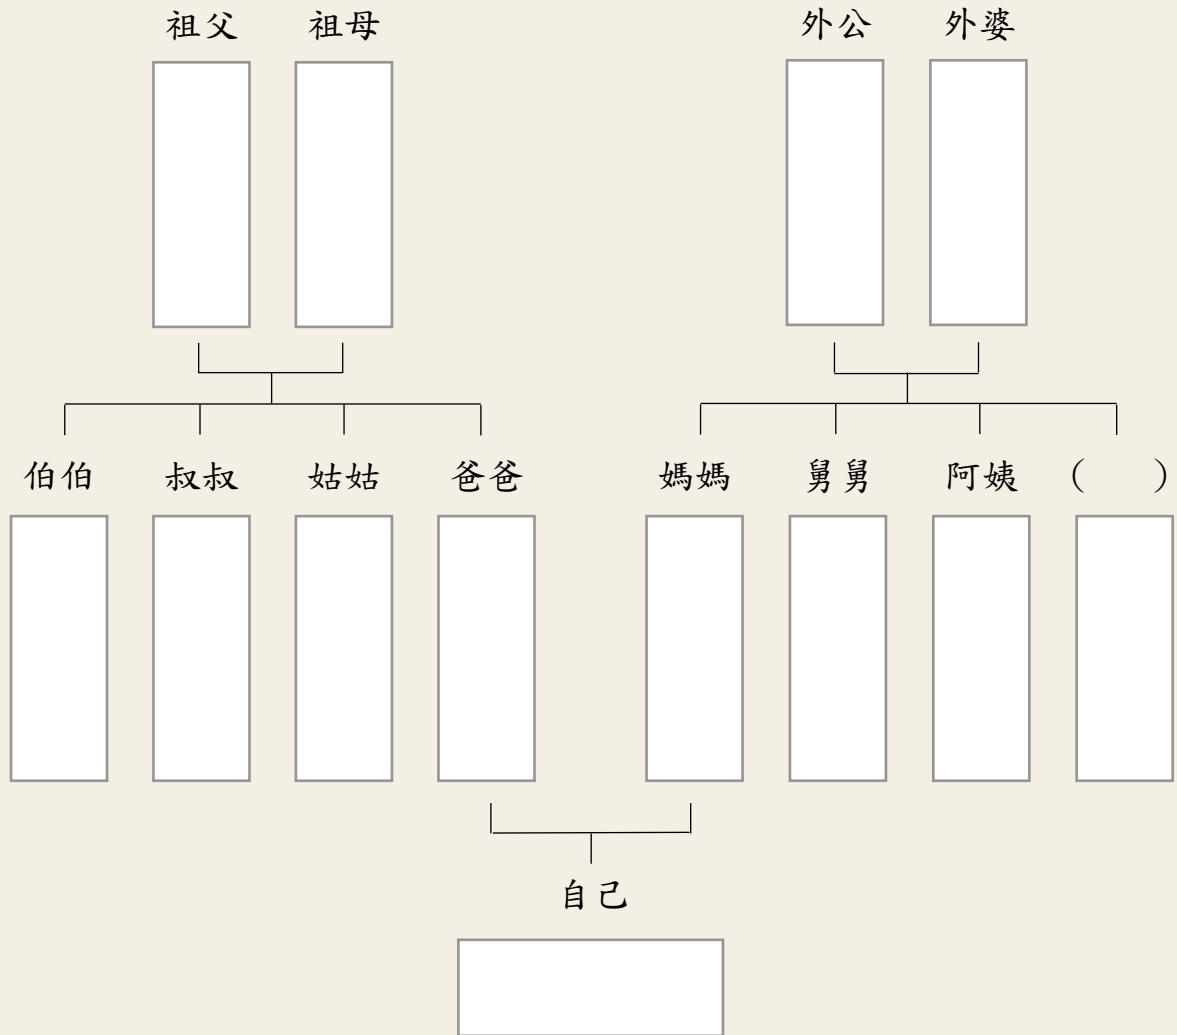 祖父 祖母 外公 外婆
伯伯 叔叔 姑姑 爸爸 媽媽 舅舅 阿姨 （　　）
自己